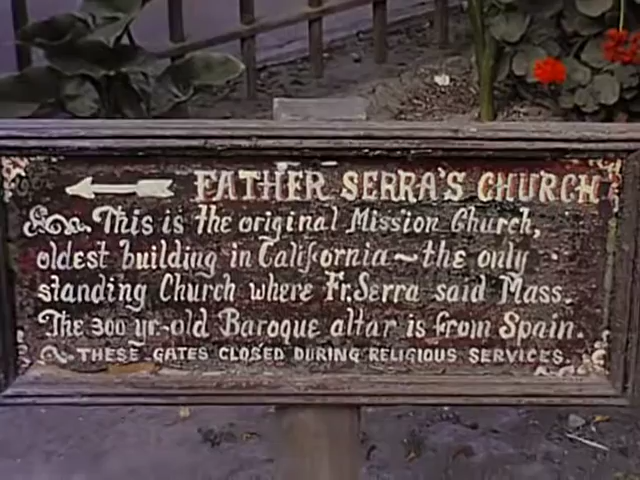 FATHER SERRA'S CHURCH
This is the original Mission Church,
oldest building in California~the only
standing Church where Fr.Serra said Mass.
The 300 yr.-old Baroque altar is from Spain.
THESE GATES CLOSED DURING RELIGIOUS SERVICES.